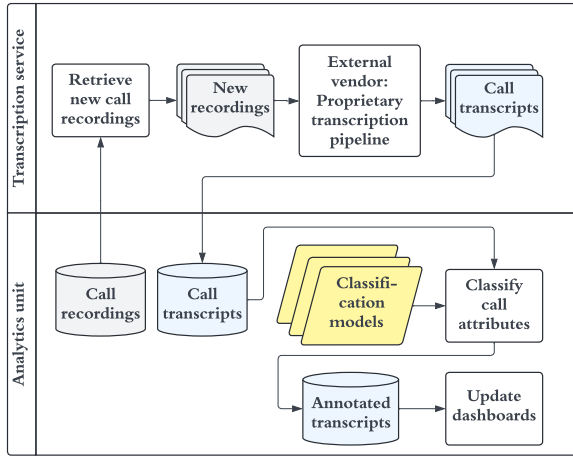 Transcription service
Retrieve
new call
recordings
New
recordings
External
vendor:
Proprietary
transcription
pipeline
Call
transcripts
Analytics unit
Call
recordings
Call
transcripts
Classifi-
cation
models
Classify
call
attributes
Annotated
transcripts
Update
dashboards